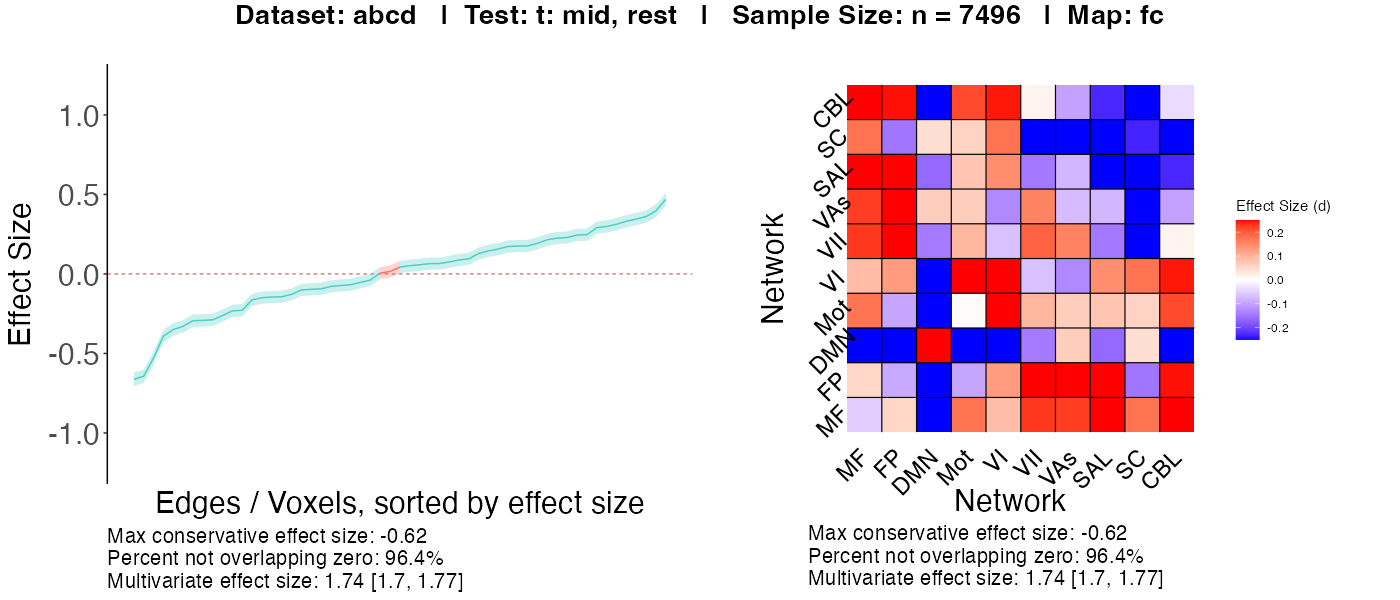 Dataset: abcd | Test: t: mid, rest | Sample Size: n = 7496 | Map: fc
1.0
0.5
0.0
-0.5
-1.0
Effect Size
Edges / Voxels, sorted by effect size
Max conservative effect size: -0.62
Percent not overlapping zero: 96.4%
Multivariate effect size: 1.74 [1.7, 1.77]
CBL
SC
SAL
VAs
VII
VI
Mot
DMN
FP
MF
Network
MF
FP
DMN
Mot
VI
VII
VAs
SAL
SC
CBL
Network
Max conservative effect size: -0.62
Percent not overlapping zero: 96.4%
Multivariate effect size: 1.74 [1.7, 1.77]
Effect Size (d)
0.2
0.1
0.0
-0.1
-0.2